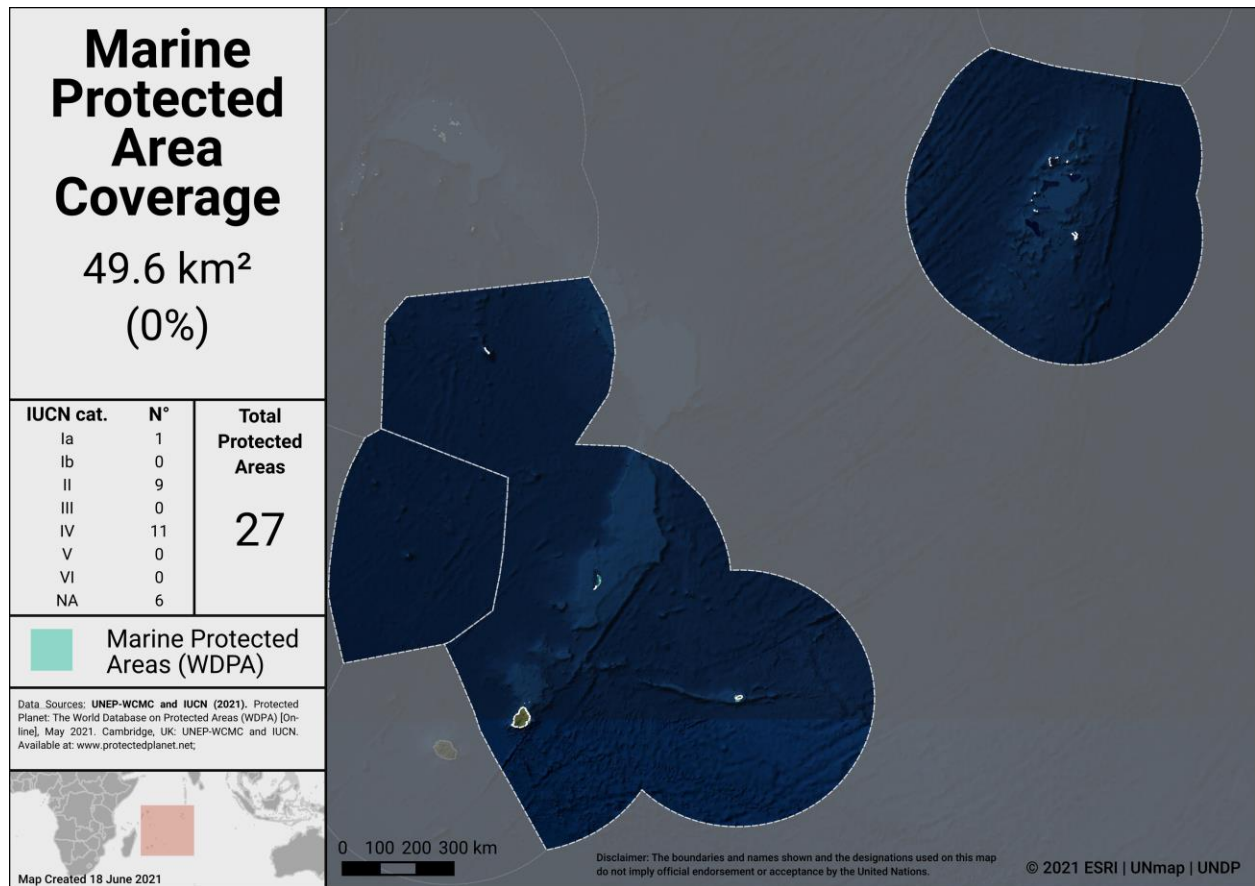 Marine
Protected
Area
Coverage
49.6 km²
(0%)
IUCN cat. N°
Ia 1
Ib 0
II 9
III 0
IV 11
V 0
VI 0
NA 6
Total
Protected
Areas
27
Marine Protected
Areas (WDPA)
Data Sources: UNEP-WCMC and IUCN (2021). Protected
Planet: The World Database on Protected Areas (WDPA) [On-
line], May 2021. Cambridge, UK: UNEP-WCMC and IUCN.
Available at: www.protectedplanet.net;
Map Created 18 June 2021
0 100 200 300 km
Disclaimer: The boundaries and names shown and the designations used on this map
do not imply official endorsement or acceptance by the United Nations.
© 2021 ESRI | UNmap | UNDP